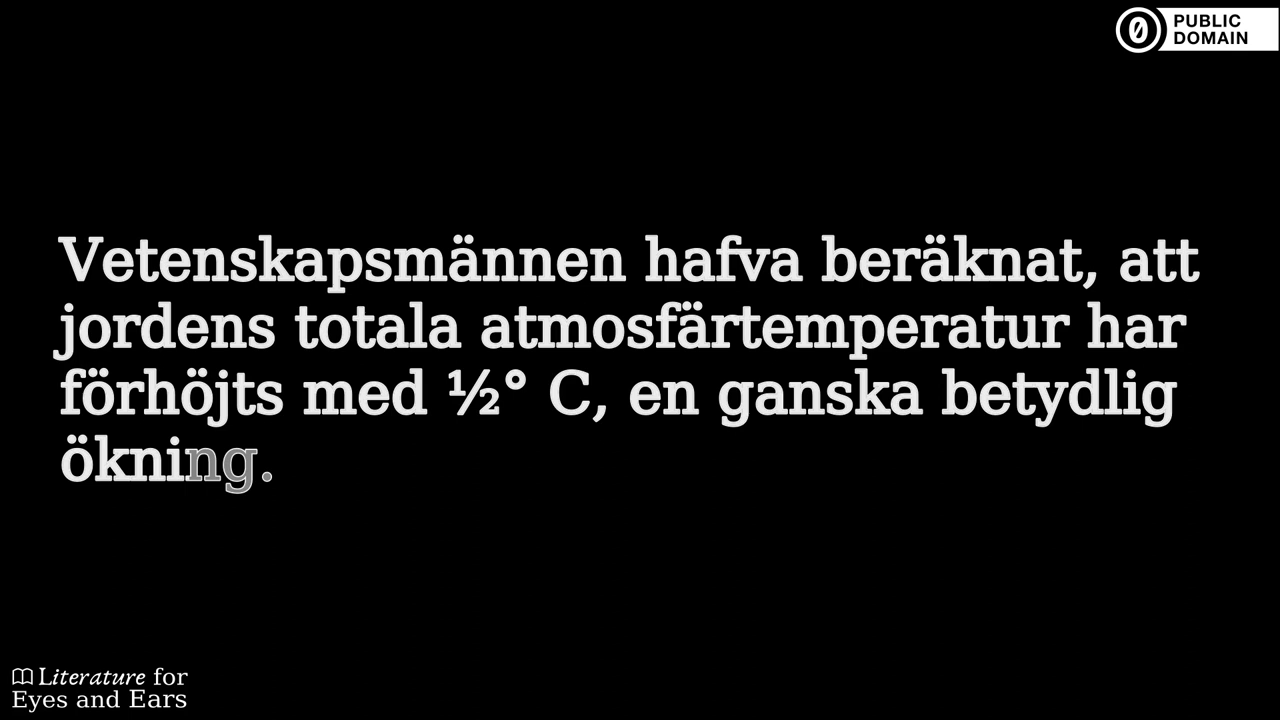 PUBLIC
DOMAIN
Vetenskapsmännen hafva beräknat, att
jordens totala atmosfärtemperatur har
förhöjts med ½° C, en ganska betydlig
ökning.
Literature for
Eyes and Ears